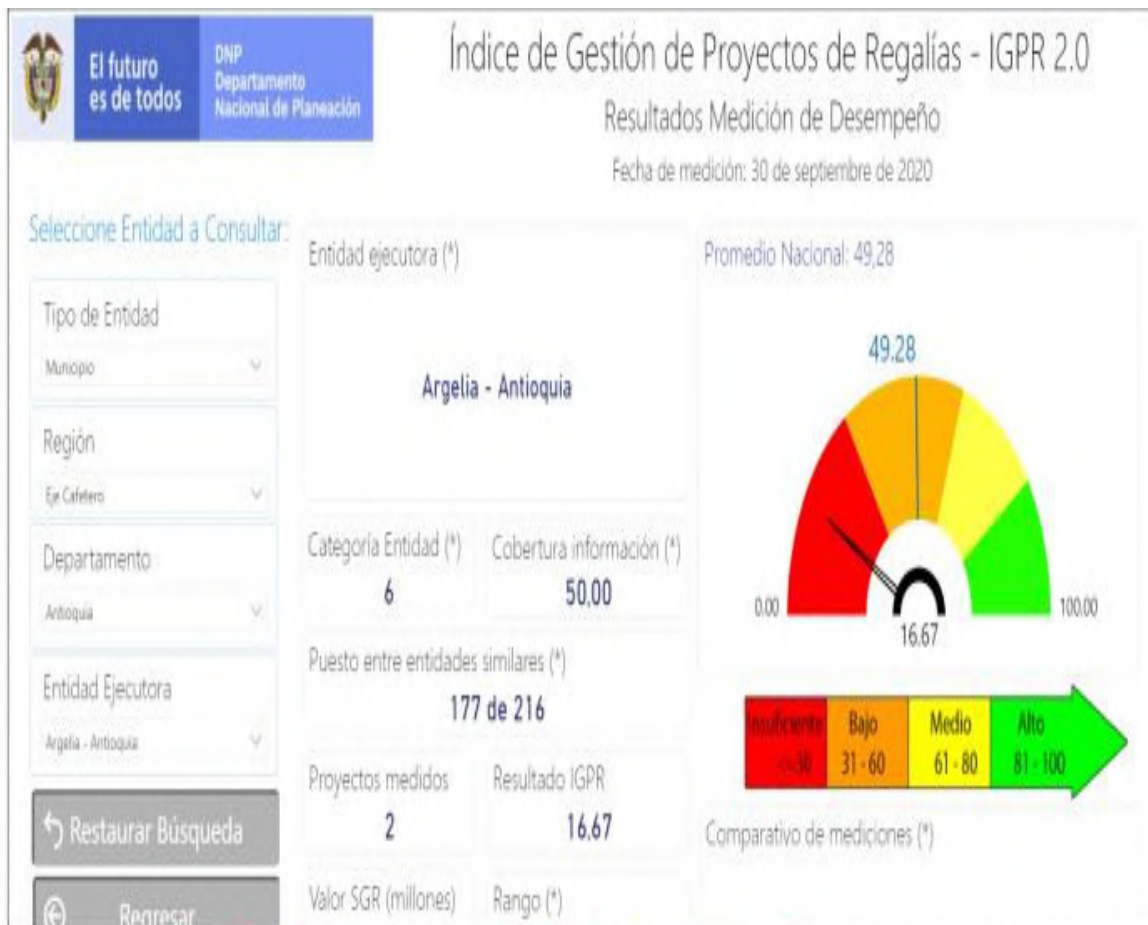 El futuro
es de todos
DNP
Departamento
Nacional de Planeación
Índice de Gestión de Proyectos de Regalías - IGPR 2.0
Resultados Medición de Desempeño
Fecha de medición: 30 de septiembre de 2020
Seleccione Entidad a Consultar:
Tipo de Entidad
Municipio
Región
Eje Cafetero
Departamento
Antioquia
Entidad Ejecutora
Argelia - Antioquia
Restaurar Búsqueda
Regresar
Entidad ejecutora (*)
Argelia - Antioquia
Categoría Entidad (*)
6
Cobertura información (*)
50,00
Puesto entre entidades similares (*)
177 de 216
Proyectos medidos
2
Resultado IGPR
16,67
Valor SGR (millones)
Rango (*)
Promedio Nacional: 49,28
49.28
0.00
100.00
16.67
Insuficiente
<=30
Bajo
31 - 60
Medio
61 - 80
Alto
81 - 100
Comparativo de mediciones (*)